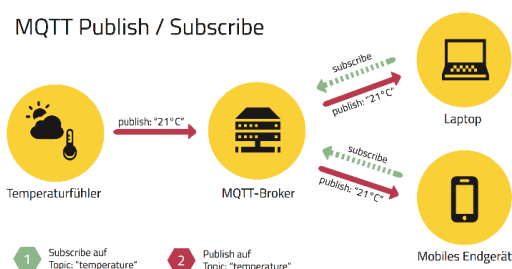 MQTT Publish / Subscribe
subscribe
publish: "21°C"
publish: "21°C"
Laptop
subscribe
publish: "21°C"
Temperaturfühler
MQTT-Broker
Mobiles Endgerät
1
Subscribe auf
Topic: "temperature"
2
Publish auf
Topic: "temperature"